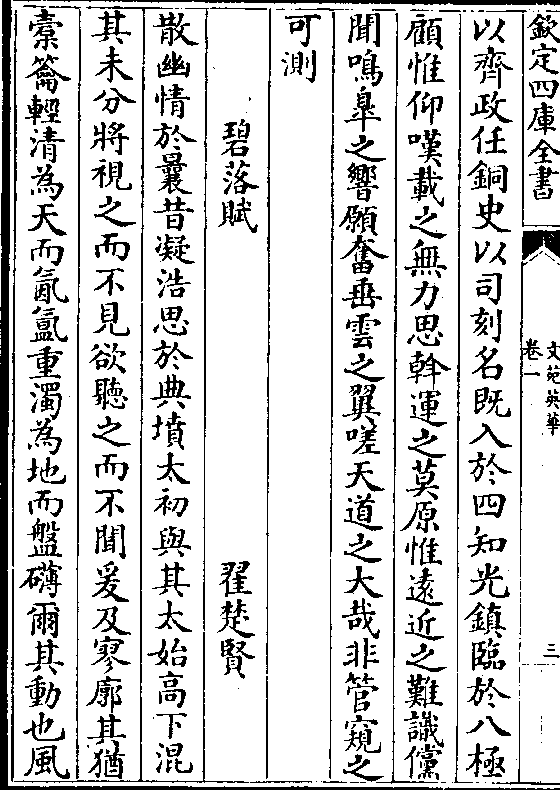 欽定四庫全書
文苑英華
卷一
三
以齊政任銅史以司刻名既入於四知光鎮臨於八極
顧惟仰嘆載之無力思斡運之莫原惟遠近之難識儻
聞鳴臯之響願奮垂雲之翼嗟天道之大哉非管窺之
可測
碧落賦 翟楚賢
散幽情於曩昔凝浩思於典墳太初與其太始高下混
其未分將視之而不見欲聽之而不聞爰及寥廓其猶
槖籥輕清為天而氤氳重濁為地而盤礴爾其動也風